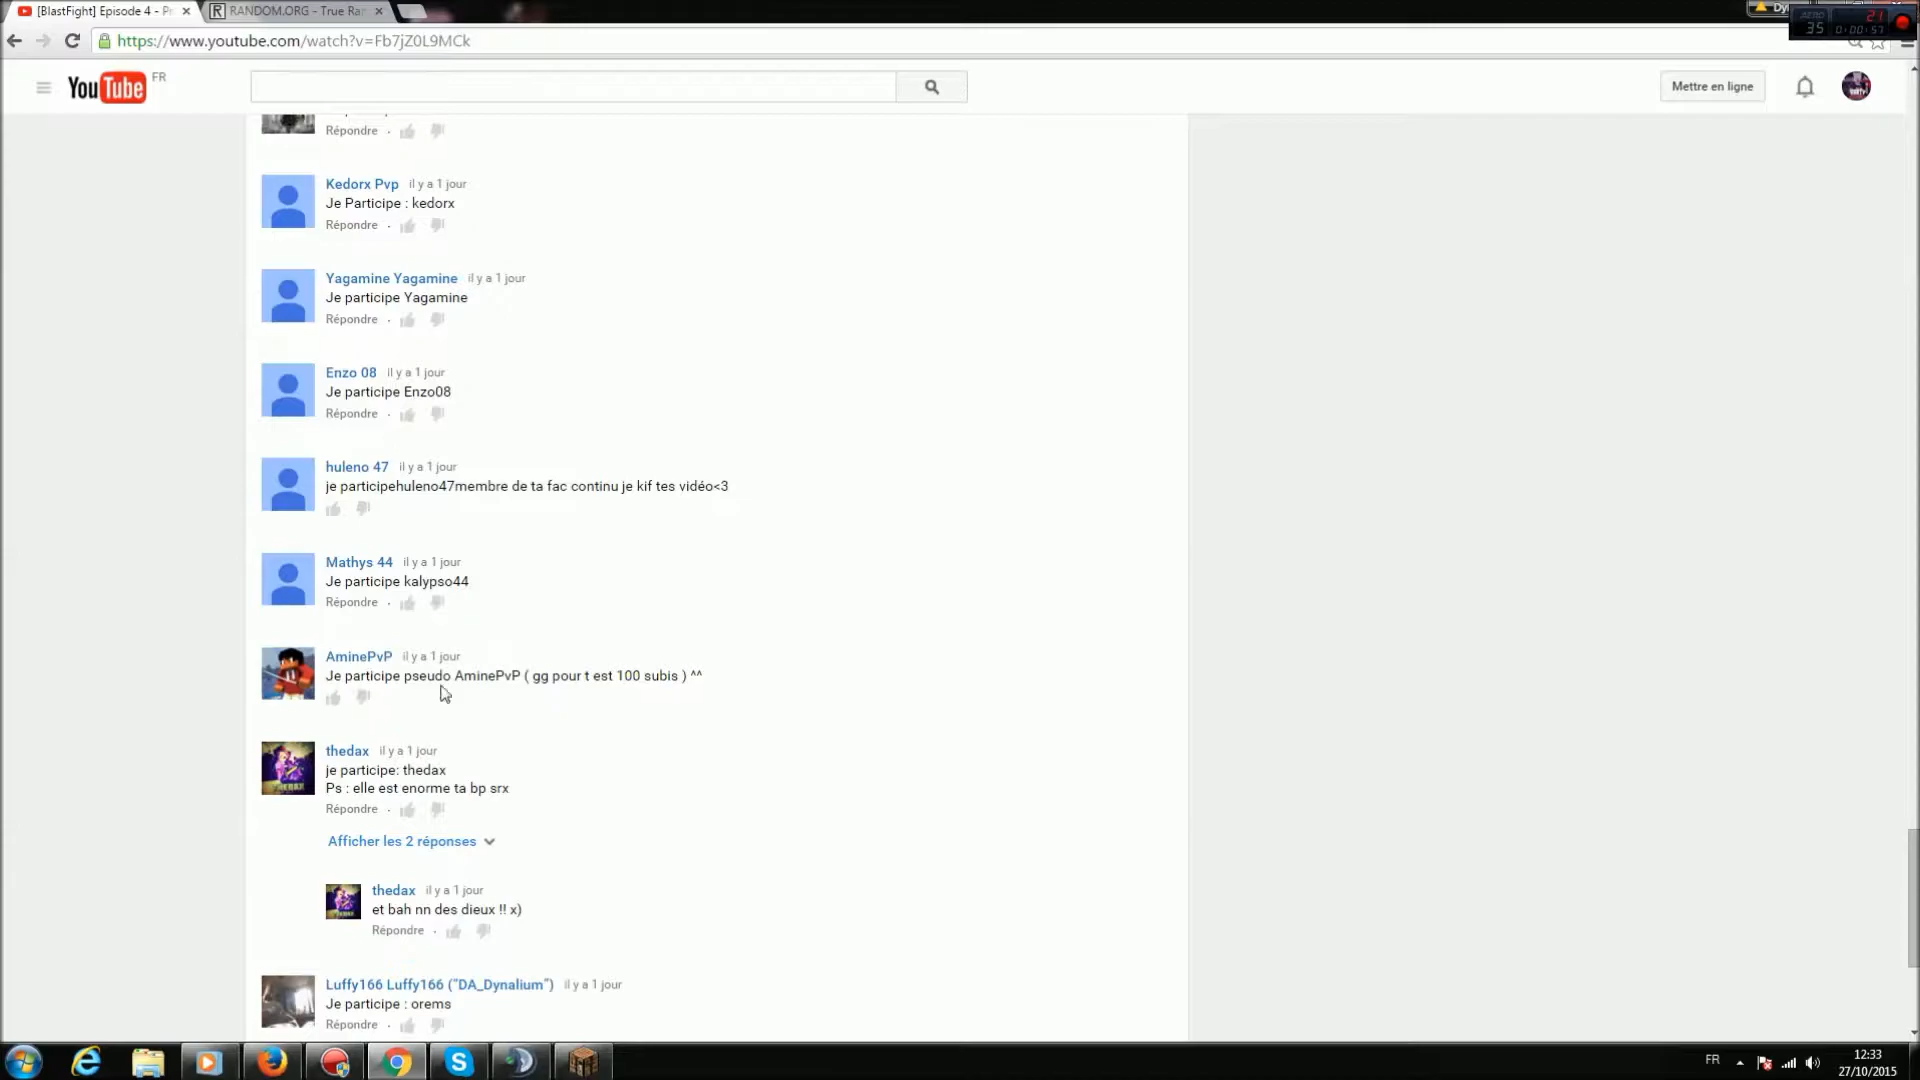 [BlastFight] Episode 4 - Pr
RANDOM.ORG - True Ran
35
21
0:00:57
https://www.youtube.com/watch?v=Fb7jZ0L9MCk
YouTube FR
Mettre en ligne
Répondre
Kedorx Pvp il y a 1 jour
Je Participe : kedorx
Répondre
Yagamine Yagamine il y a 1 jour
Je participe Yagamine
Répondre
Enzo 08 il y a 1 jour
Je participe Enzo08
Répondre
huleno 47 il y a 1 jour
je participehuleno47membre de ta fac continu je kif tes vidéo<3
Mathys 44 il y a 1 jour
Je participe kalypso44
Répondre
AminePvP il y a 1 jour
Je participe pseudo AminePvP ( gg pour t est 100 subis ) ^^
thedax il y a 1 jour
je participe: thedax
Ps : elle est enorme ta bp srx
Répondre
Afficher les 2 réponses
thedax il y a 1 jour
et bah nn des dieux !! x)
Répondre
Luffy166 Luffy166 ("DA_Dynalium") il y a 1 jour
Je participe : orems
Répondre
FR
12:33
27/10/2015